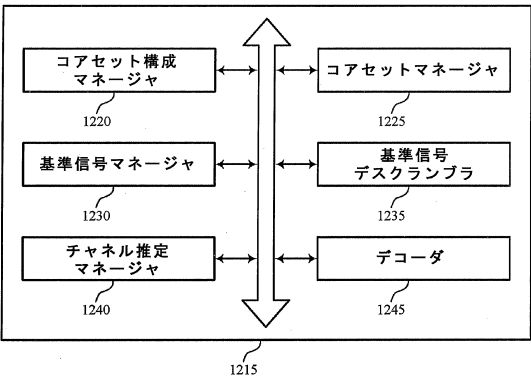 コアセット構成
マネージャ
1220
コアセットマネージャ
1225
基準信号マネージャ
1230
基準信号
デスクランブラ
1235
チャネル推定
マネージャ
1240
デコーダ
1245
1215